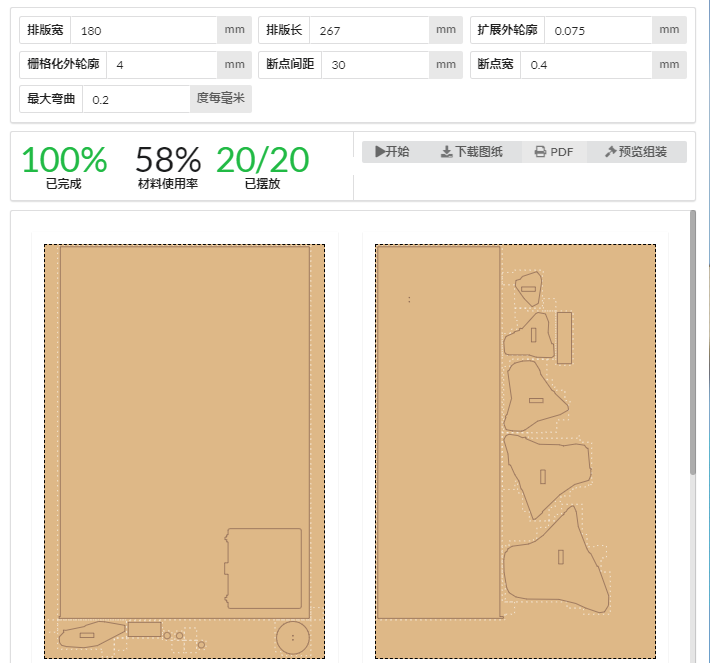 排版宽 180 mm 排版长 267 mm 扩展外轮廓 0.075 mm
栅格化外轮廓 4 mm 断点间距 30 mm 断点宽 0.4 mm
最大弯曲 0.2 度每毫米
100% 58% 20/20
已完成 材料使用率 已摆放
开始 下载图纸 PDF 预览组装